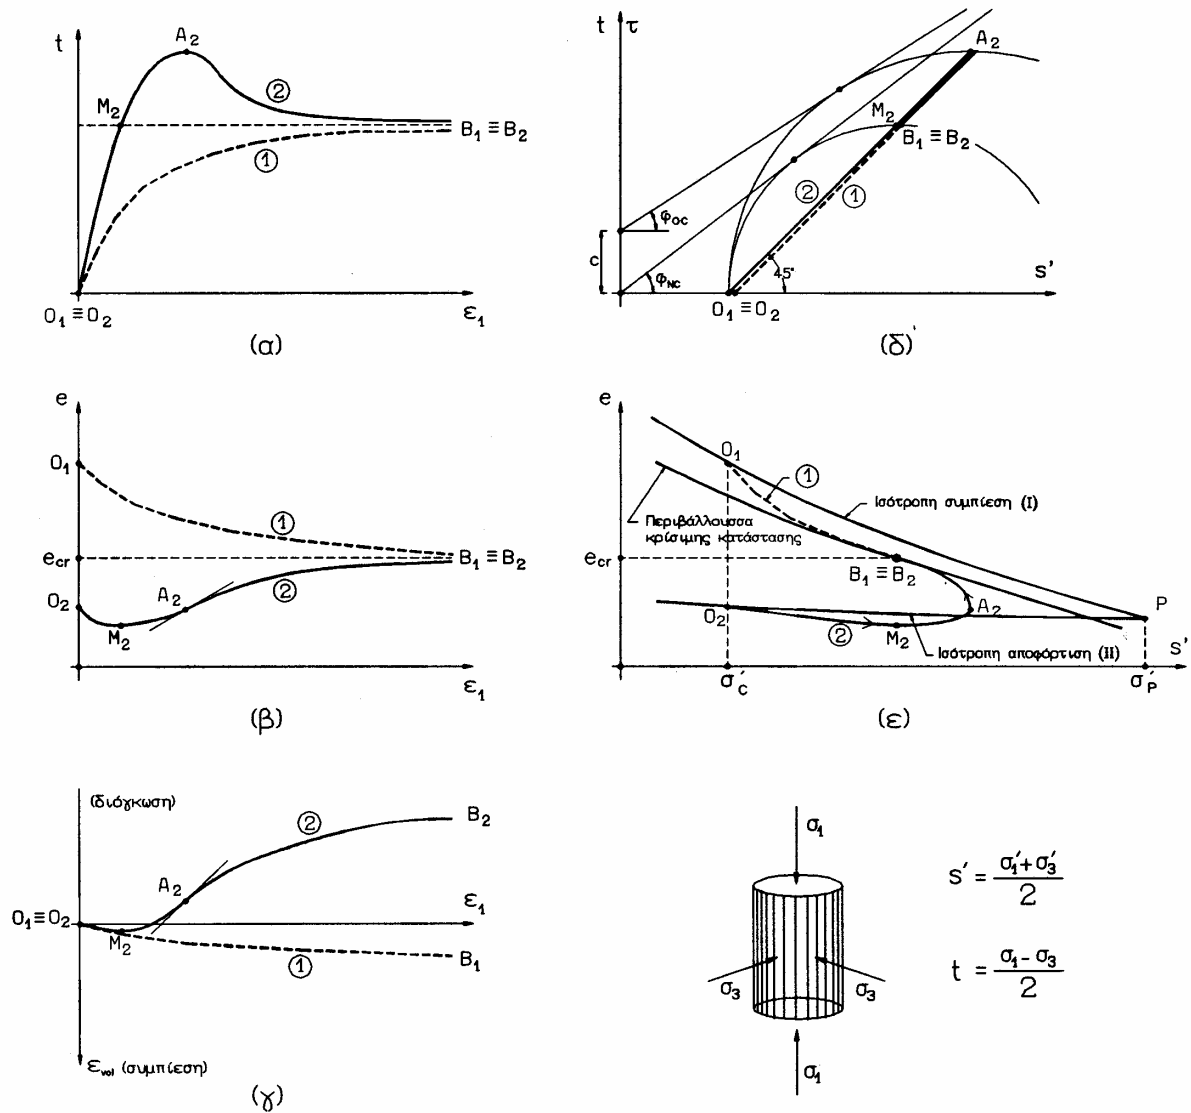 t
A₂
M₂
②
①
B₁ ≡ B₂
O₁ ≡ O₂
ε₁
(α)
t τ
A₂
M₂
B₁ ≡ B₂
②
①
φOC
c
φNC
45°
s'
O₁ ≡ O₂
(δ)'
e
O₁
①
ecr
B₁ ≡ B₂
②
A₂
O₂
M₂
ε₁
(β)
e
O₁
①
Ισότροπη συμπίεση (I)
Περιβάλλουσα
κρίσιμης κατάστασης
ecr
B₁ ≡ B₂
P
A₂
O₂
②
M₂
Ισότροπη αποφόρτιση (II)
s'
σ'c
σ'P
(ε)
(διόγκωση)
②
B₂
A₂
ε₁
O₁ ≡ O₂
M₂
①
B₁
εvol (συμπίεση)
(γ)
σ₁
σ₃
σ₃
σ₁
s' = (σ₁' + σ₃') / 2
t = (σ₁ - σ₃) / 2